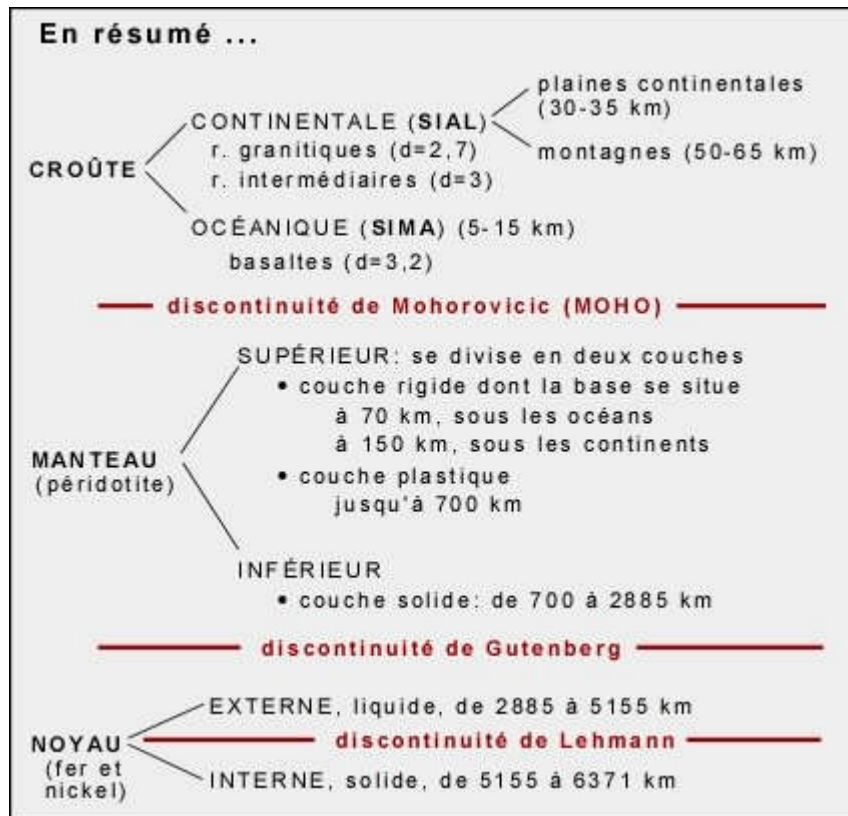 En résumé ...
plaines continentales
(30-35 km)
CONTINENTALE (SIAL)
r. granitiques (d=2,7)
montagnes (50-65 km)
CROÛTE
r. intermédiaires (d=3)
OCÉANIQUE (SIMA) (5-15 km)
basaltes (d=3,2)
discontinuité de Mohorovicic (MOHO)
SUPÉRIEUR: se divise en deux couches
• couche rigide dont la base se situe
à 70 km, sous les océans
à 150 km, sous les continents
MANTEAU
(péridotite)
• couche plastique
jusqu'à 700 km
INFÉRIEUR
• couche solide: de 700 à 2885 km
discontinuité de Gutenberg
EXTERNE, liquide, de 2885 à 5155 km
NOYAU
discontinuité de Lehmann
(fer et
nickel)
INTERNE, solide, de 5155 à 6371 km